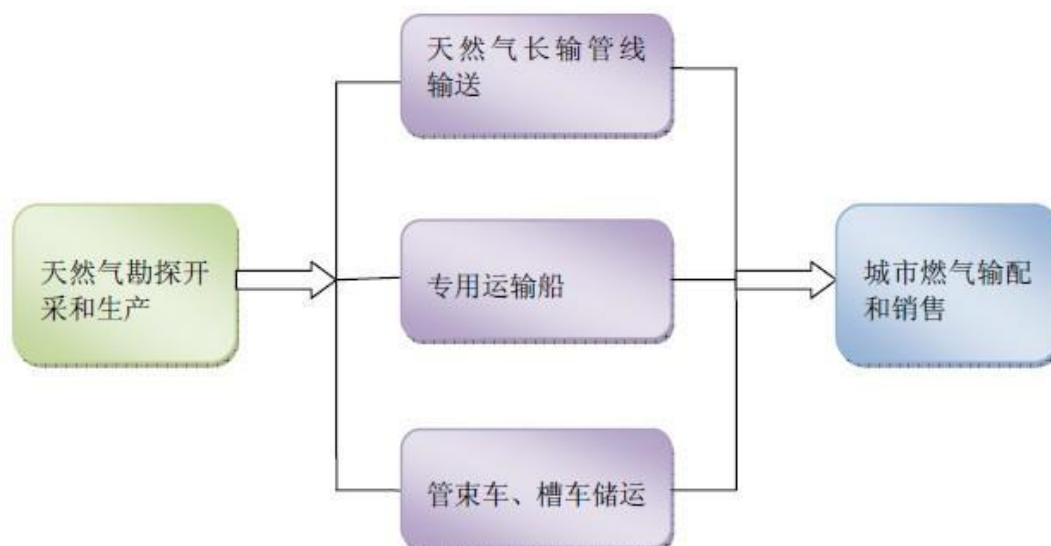 天然气长输管线
输送
天然气勘探开
采和生产
专用运输船
城市燃气输配
和销售
管束车、槽车储运